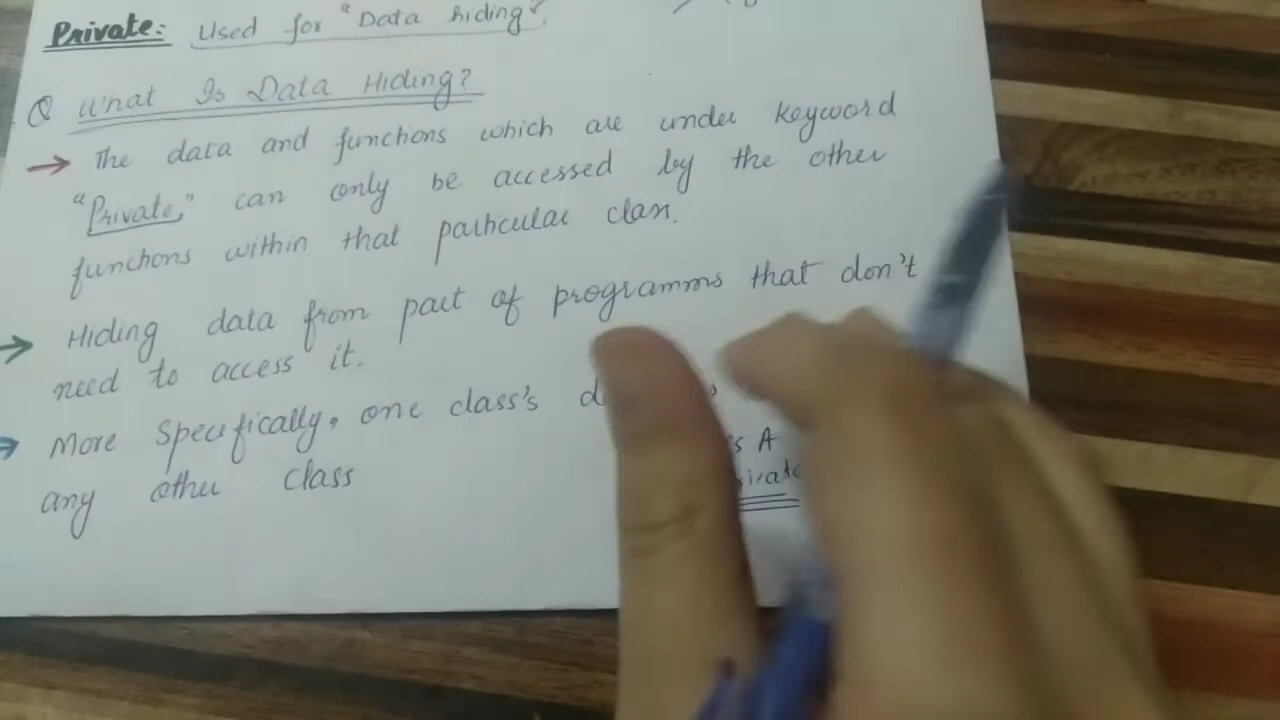 Private: Used for "Data hiding".
Q What Is Data Hiding?
→ The data and functions which are under keyword
"Private" can only be accessed by the other
functions within that particular class.
→ Hiding data from part of programms that don't
need to access it.
→ More Specifically, one class's
any other class